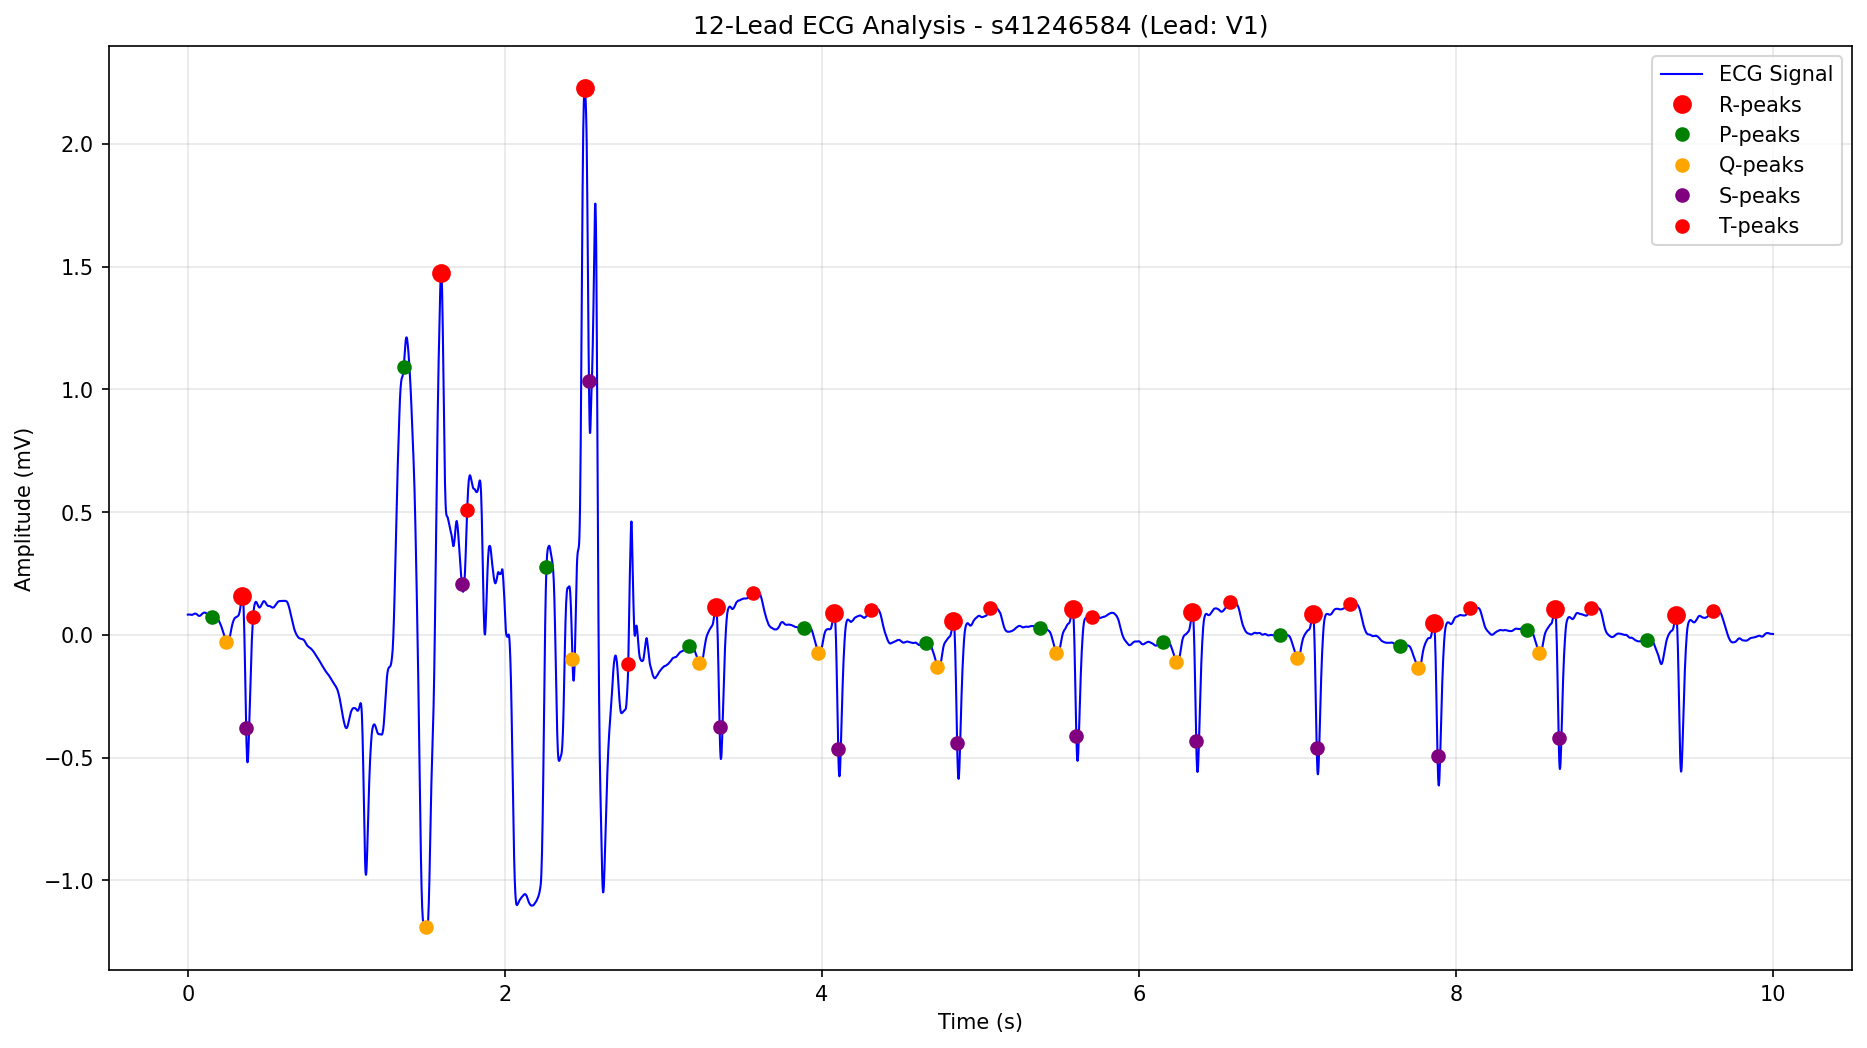 12-Lead ECG Analysis - s41246584 (Lead: V1)
ECG Signal
R-peaks
P-peaks
Q-peaks
S-peaks
T-peaks
Amplitude (mV)
2.0
1.5
1.0
0.5
0.0
−0.5
−1.0
0 2 4 6 8 10
Time (s)